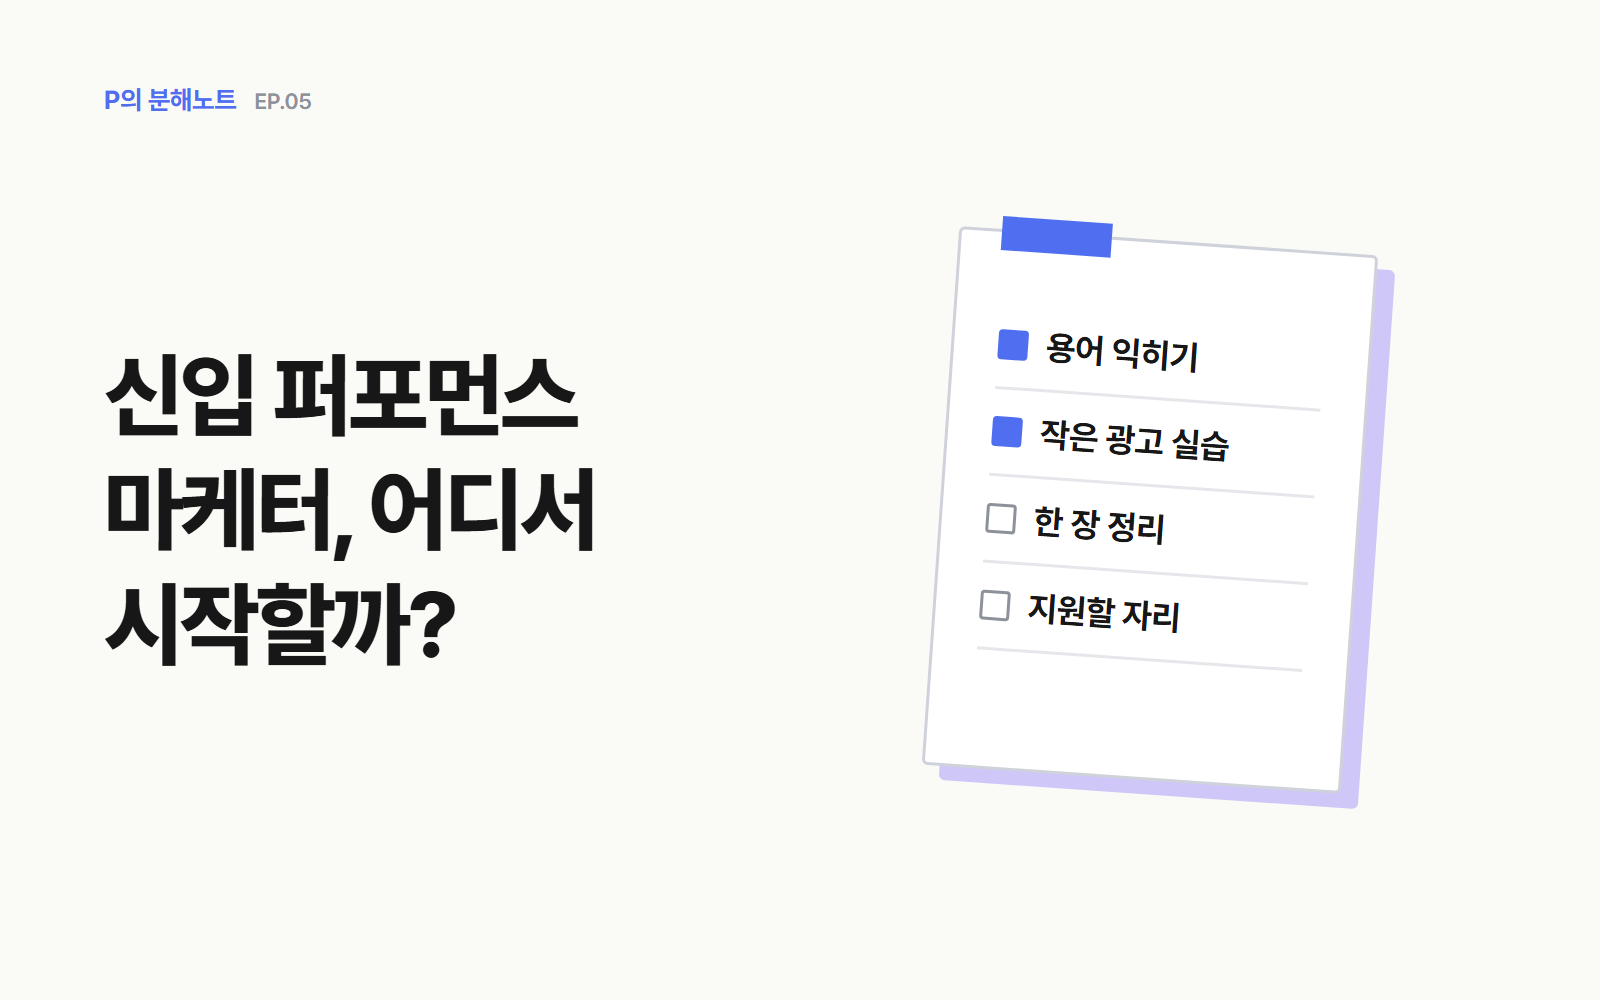 P의 분해노트 EP.05
신입 퍼포먼스
마케터, 어디서
시작할까?
용어 익히기
작은 광고 실습
한 장 정리
지원할 자리